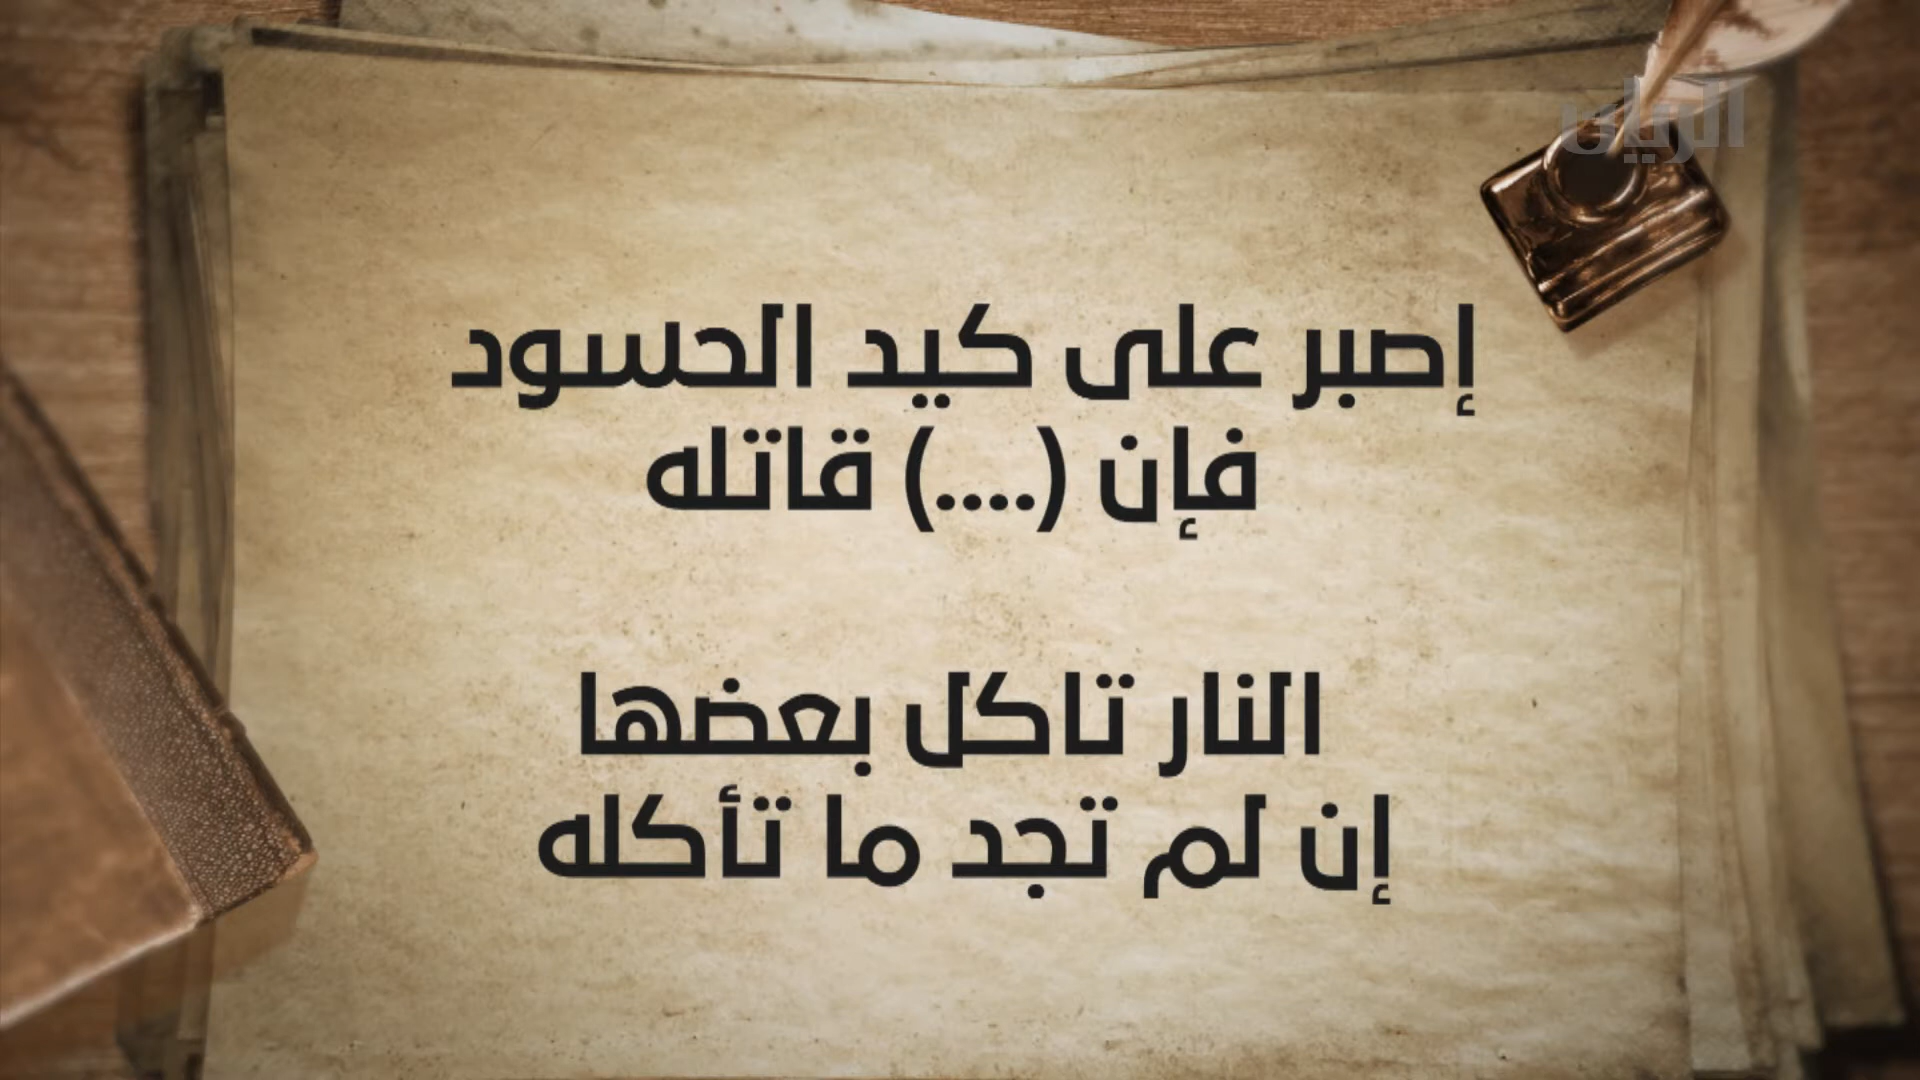 الريان
إصبر على كيد الحسود
فإن (....) قاتله
النار تاكل بعضها
إن لم تجد ما تأكله